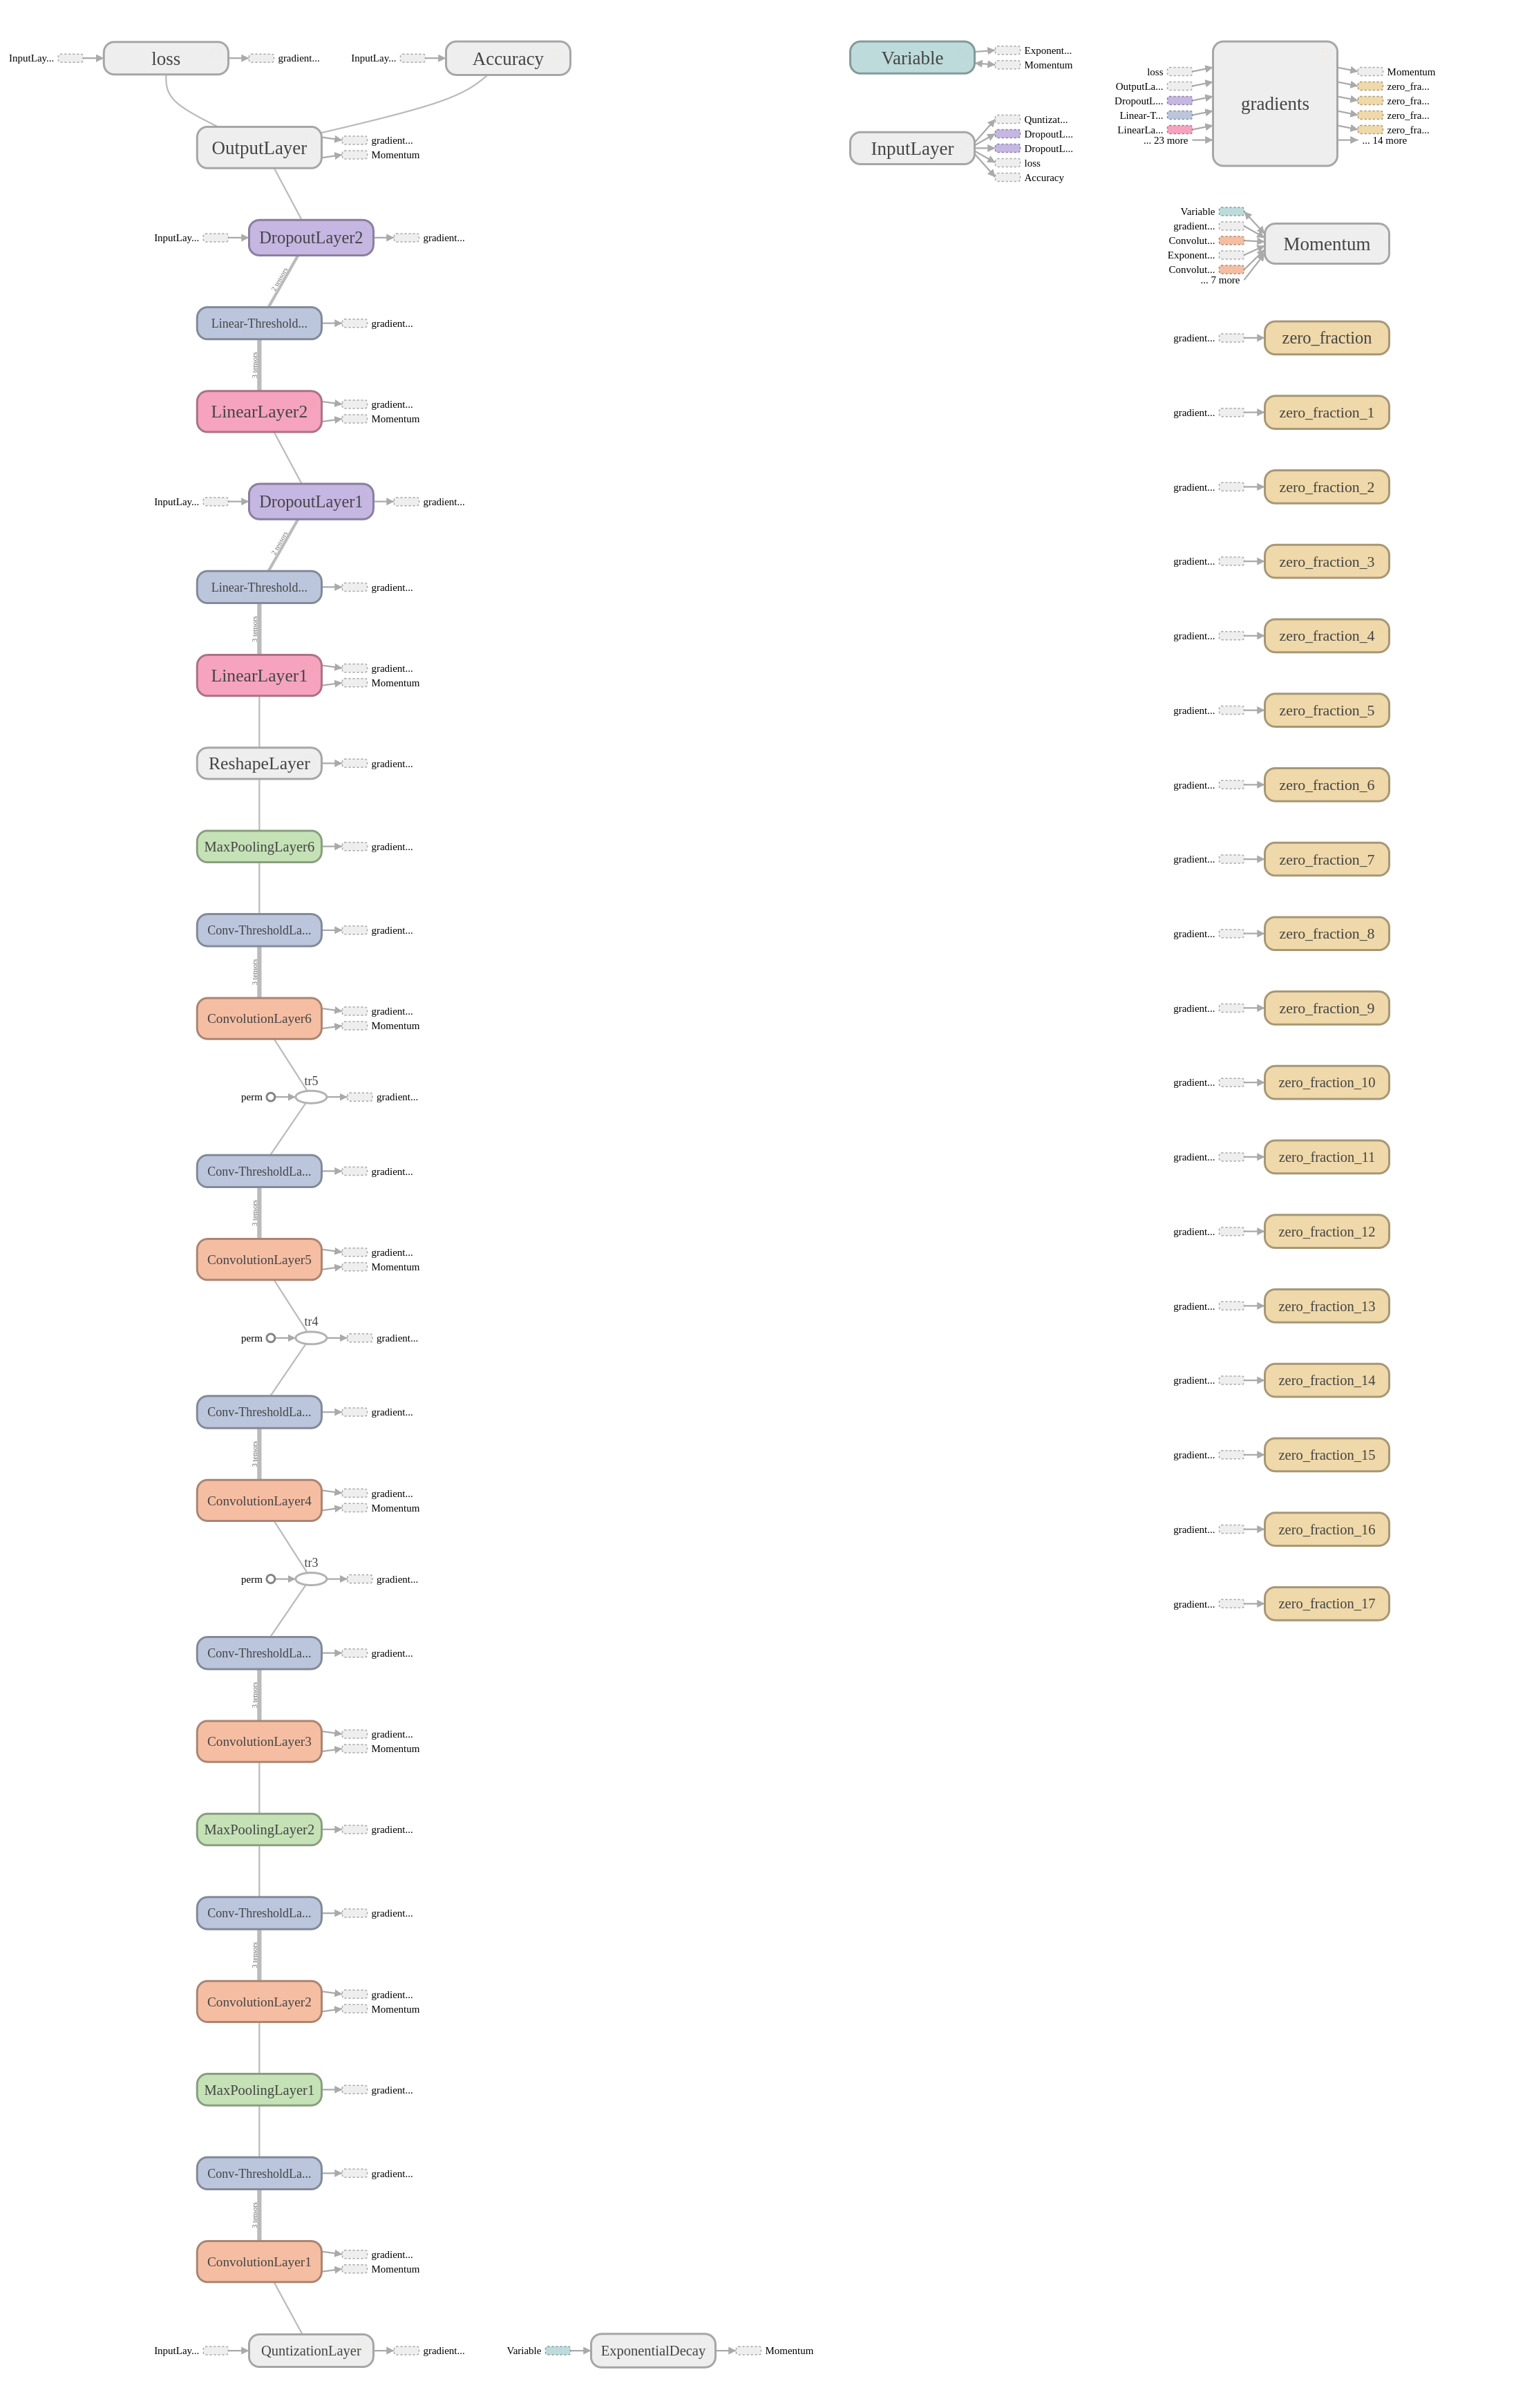 InputLay...
loss
gradient...
InputLay...
Accuracy
OutputLayer
gradient...
Momentum
InputLay...
DropoutLayer2
gradient...
2 tensors
Linear-Threshold...
gradient...
3 tensors
LinearLayer2
gradient...
Momentum
InputLay...
DropoutLayer1
gradient...
2 tensors
Linear-Threshold...
gradient...
3 tensors
LinearLayer1
gradient...
Momentum
ReshapeLayer
gradient...
MaxPoolingLayer6
gradient...
Conv-ThresholdLa...
gradient...
3 tensors
ConvolutionLayer6
gradient...
Momentum
tr5
perm
gradient...
Conv-ThresholdLa...
gradient...
3 tensors
ConvolutionLayer5
gradient...
Momentum
tr4
perm
gradient...
Conv-ThresholdLa...
gradient...
3 tensors
ConvolutionLayer4
gradient...
Momentum
tr3
perm
gradient...
Conv-ThresholdLa...
gradient...
3 tensors
ConvolutionLayer3
gradient...
Momentum
MaxPoolingLayer2
gradient...
Conv-ThresholdLa...
gradient...
3 tensors
ConvolutionLayer2
gradient...
Momentum
MaxPoolingLayer1
gradient...
Conv-ThresholdLa...
gradient...
3 tensors
ConvolutionLayer1
gradient...
Momentum
InputLay...
QuntizationLayer
gradient...
Variable
ExponentialDecay
Momentum
Variable
Exponent...
Momentum
InputLayer
Quntizat...
DropoutL...
DropoutL...
loss
Accuracy
loss
OutputLa...
DropoutL...
Linear-T...
LinearLa...
... 23 more
gradients
Momentum
zero_fra...
zero_fra...
zero_fra...
zero_fra...
... 14 more
Variable
gradient...
Convolut...
Exponent...
Convolut...
... 7 more
Momentum
gradient...
zero_fraction
gradient...
zero_fraction_1
gradient...
zero_fraction_2
gradient...
zero_fraction_3
gradient...
zero_fraction_4
gradient...
zero_fraction_5
gradient...
zero_fraction_6
gradient...
zero_fraction_7
gradient...
zero_fraction_8
gradient...
zero_fraction_9
gradient...
zero_fraction_10
gradient...
zero_fraction_11
gradient...
zero_fraction_12
gradient...
zero_fraction_13
gradient...
zero_fraction_14
gradient...
zero_fraction_15
gradient...
zero_fraction_16
gradient...
zero_fraction_17